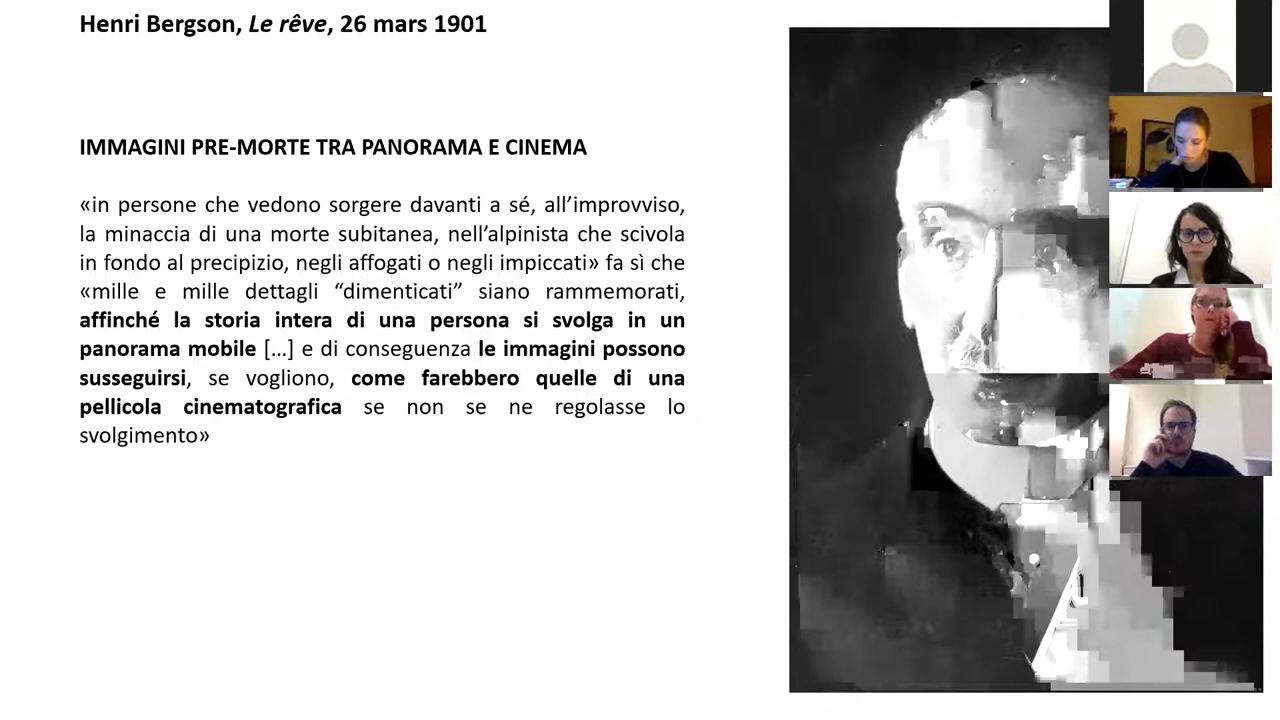 Henri Bergson, Le rêve, 26 mars 1901
IMMAGINI PRE-MORTE TRA PANORAMA E CINEMA
«in persone che vedono sorgere davanti a sé, all’improvviso,
la minaccia di una morte subitanea, nell’alpinista che scivola
in fondo al precipizio, negli affogati o negli impiccati» fa sì che
«mille e mille dettagli “dimenticati” siano rammemorati,
affinché la storia intera di una persona si svolga in un
panorama mobile […] e di conseguenza le immagini possono
susseguirsi, se vogliono, come farebbero quelle di una
pellicola cinematografica se non se ne regolasse lo
svolgimento»